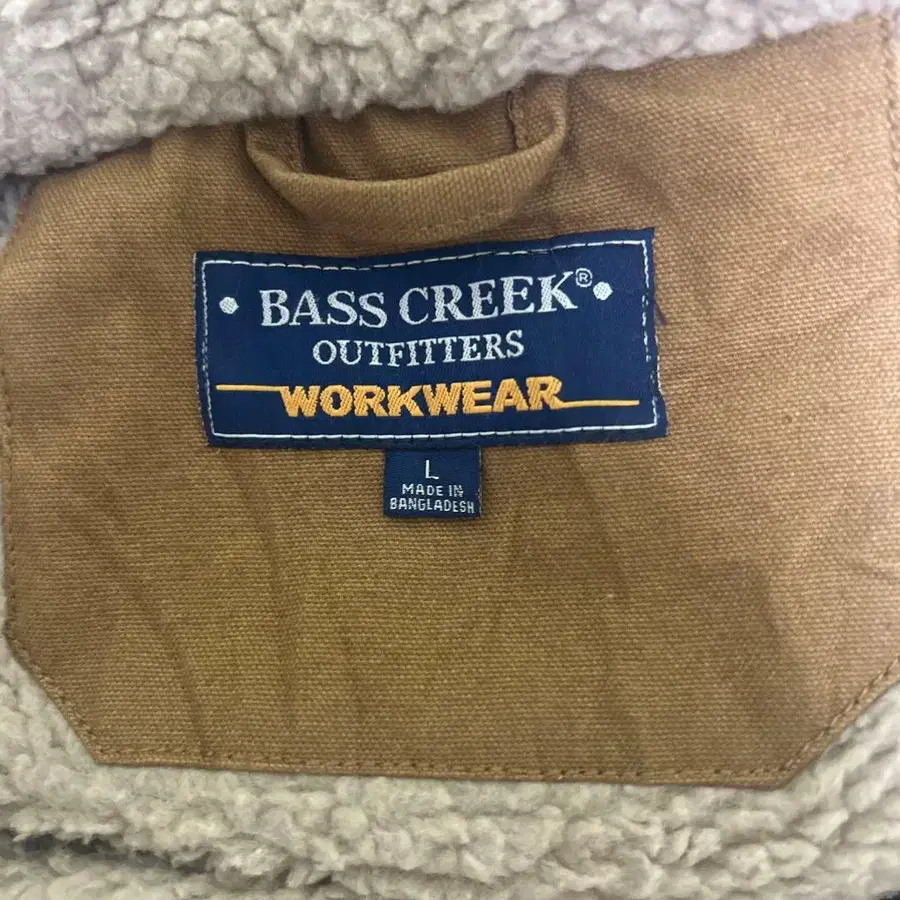 • BASS CREEK® •
OUTFITTERS
WORKWEAR
L
MADE IN
BANGLADESH